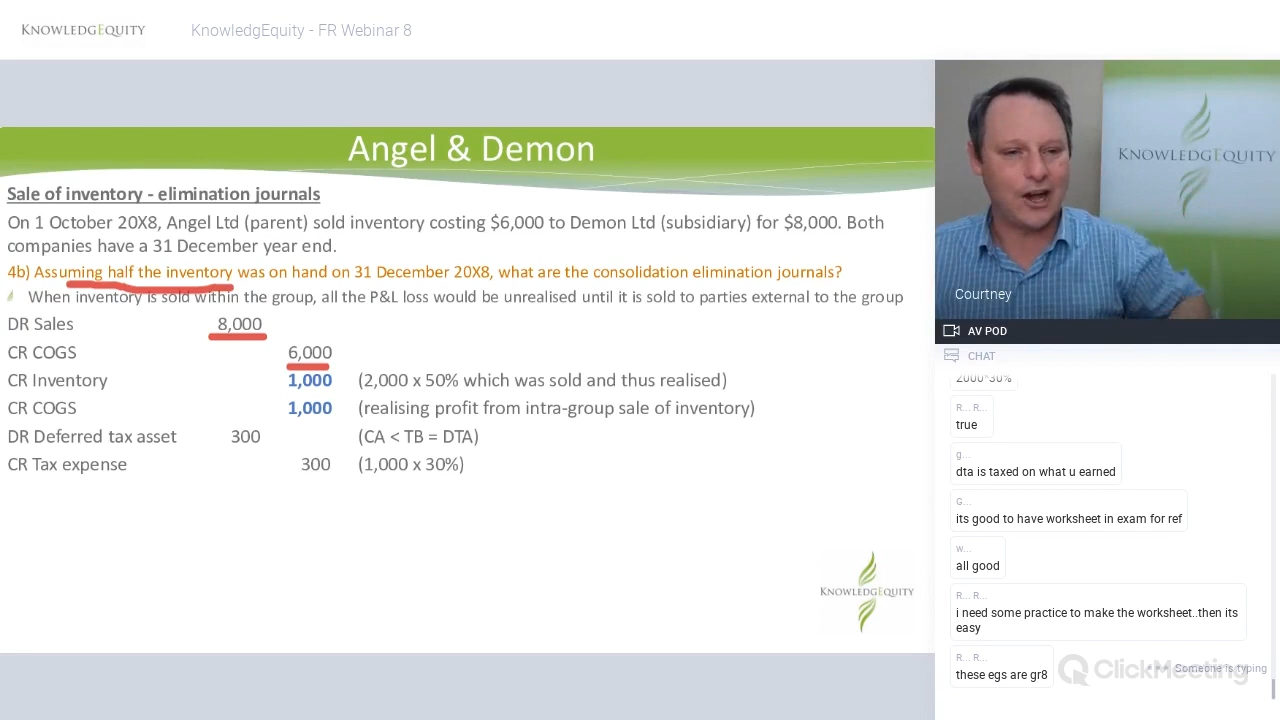 KNOWLEDGEQUITY KnowledgEquity - FR Webinar 8
Angel & Demon
Sale of inventory - elimination journals
On 1 October 20X8, Angel Ltd (parent) sold inventory costing $6,000 to Demon Ltd (subsidiary) for $8,000. Both
companies have a 31 December year end.
4b) Assuming half the inventory was on hand on 31 December 20X8, what are the consolidation elimination journals?
When inventory is sold within the group, all the P&L loss would be unrealised until it is sold to parties external to the group
DR Sales 8,000
CR COGS 6,000
CR Inventory 1,000 (2,000 x 50% which was sold and thus realised)
CR COGS 1,000 (realising profit from intra-group sale of inventory)
DR Deferred tax asset 300 (CA < TB = DTA)
CR Tax expense 300 (1,000 x 30%)
KNOWLEDGEQUITY
KNOWLEDGEQUITY
Courtney
AV POD
CHAT
2000*30%
R... R...
true
g...
dta is taxed on what u earned
G...
its good to have worksheet in exam for ref
w...
all good
R... R...
i need some practice to make the worksheet..then its
easy
R... R...
these egs are gr8
ClickMeeting
Someone is typing